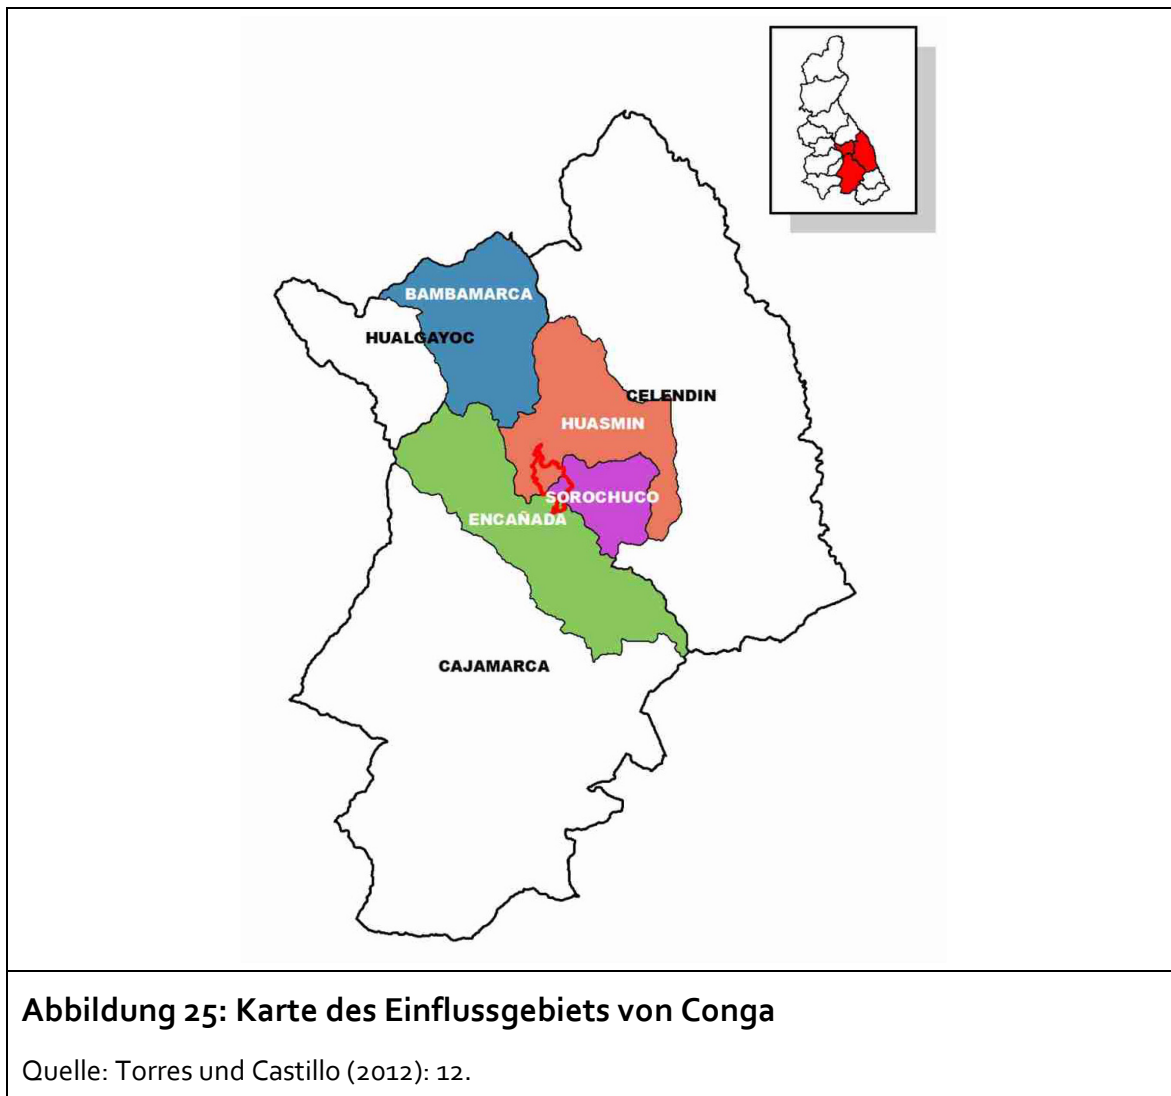 BAMBAMARCA
HUALGAYOC
CELENDIN
HUASMIN
SOROCHUCO
ENCAÑADA
CAJAMARCA
Abbildung 25: Karte des Einflussgebiets von Conga
Quelle: Torres und Castillo (2012): 12.